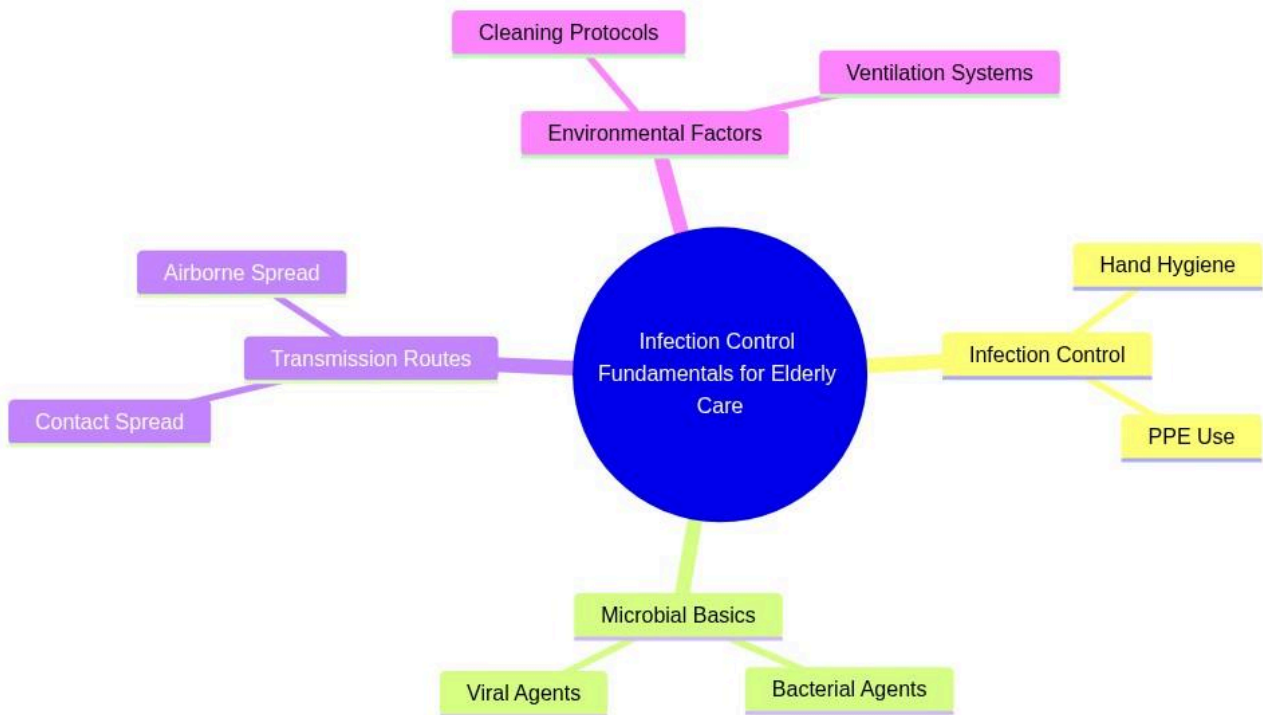 Cleaning Protocols
Ventilation Systems
Environmental Factors
Airborne Spread
Hand Hygiene
Transmission Routes
Infection Control
Fundamentals for Elderly
Care
Infection Control
Contact Spread
PPE Use
Microbial Basics
Viral Agents
Bacterial Agents